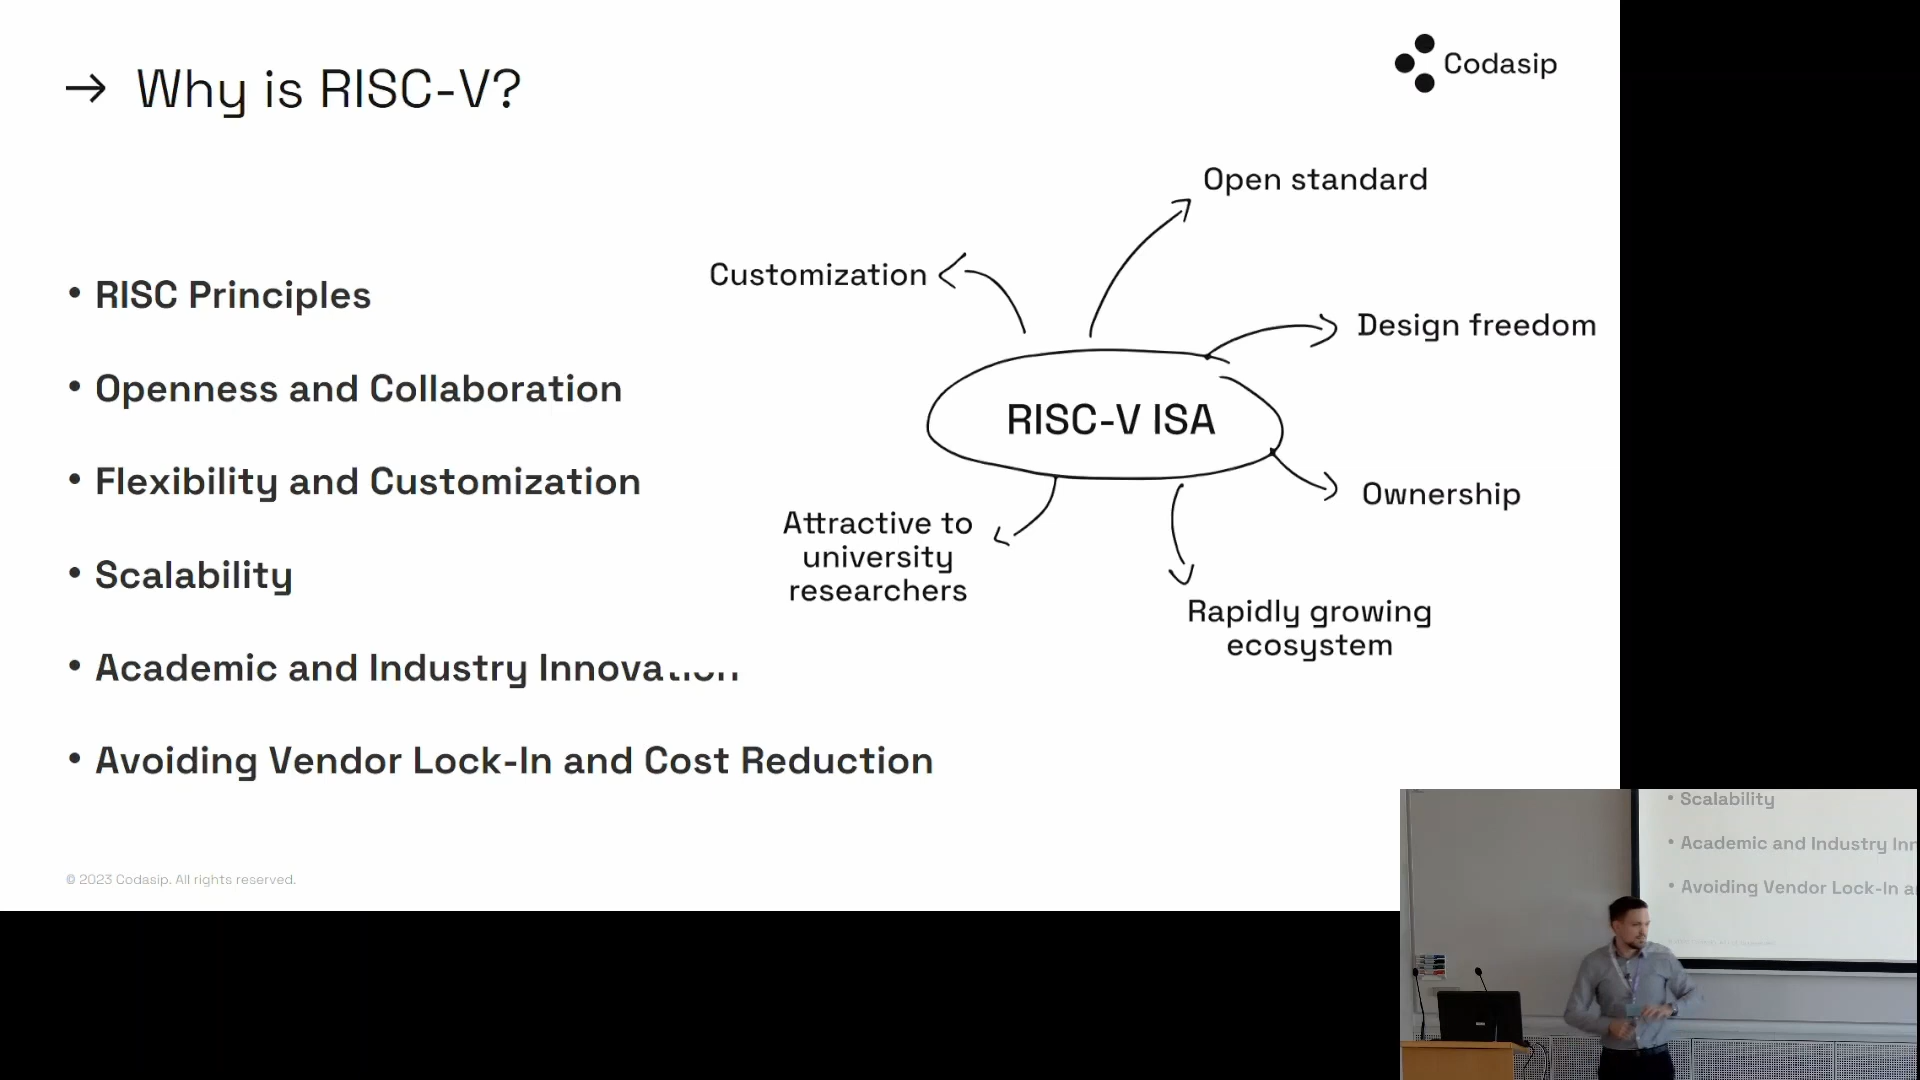 → Why is RISC-V?
Codasip
• RISC Principles
• Openness and Collaboration
• Flexibility and Customization
• Scalability
• Academic and Industry Innovation
• Avoiding Vendor Lock-In and Cost Reduction
Open standard
Customization
Design freedom
RISC-V ISA
Ownership
Attractive to
university
researchers
Rapidly growing
ecosystem
© 2023 Codasip. All rights reserved.
• Scalability
• Academic and Industry Inn
• Avoiding Vendor Lock-In a